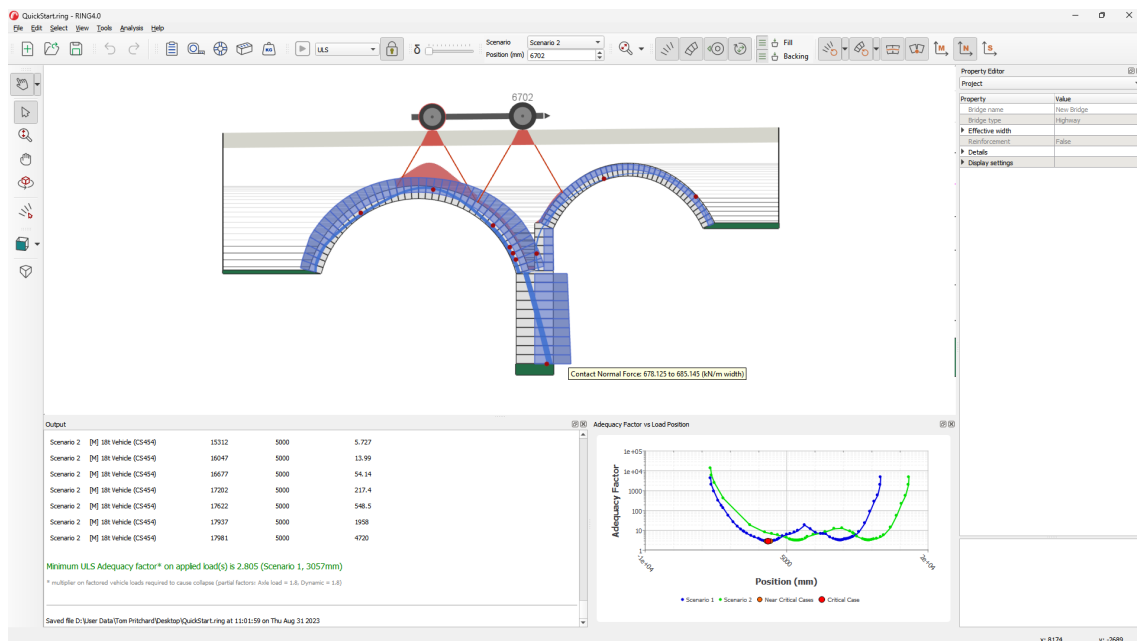 QuickStart.ring - RING4.0
File Edit Select View Tools Analysis Help
ULS
δ
Scenario Scenario 2
Position (mm) 6702
Fill
Backing
M
N
S
KG
6702
Contact Normal Force: 678.125 to 685.145 (kN/m width)
Property Editor
Project
Property Value
Bridge name New Bridge
Bridge type Highway
Effective width
Reinforcement False
Details
Display settings
Output
Scenario 2 [M] 18t Vehicle (CS454) 15312 5000 5.727
Scenario 2 [M] 18t Vehicle (CS454) 16047 5000 13.99
Scenario 2 [M] 18t Vehicle (CS454) 16677 5000 54.14
Scenario 2 [M] 18t Vehicle (CS454) 17202 5000 217.4
Scenario 2 [M] 18t Vehicle (CS454) 17622 5000 548.5
Scenario 2 [M] 18t Vehicle (CS454) 17937 5000 1958
Scenario 2 [M] 18t Vehicle (CS454) 17981 5000 4720
Minimum ULS Adequacy factor* on applied load(s) is 2.805 (Scenario 1, 3057mm)
* multiplier on factored vehicle loads required to cause collapse (partial factors: Axle load = 1.8, Dynamic = 1.8)
Saved file D:\User Data\Tom Pritchard\Desktop\QuickStart.ring at 11:01:59 on Thu Aug 31 2023
Adequacy Factor vs Load Position
Adequacy Factor
1e+05
1e+04
1000
100
10
1
-1e+04 5000 2e+04
Position (mm)
Scenario 1 Scenario 2 Near Critical Cases Critical Case
x: 8174 y: -2689